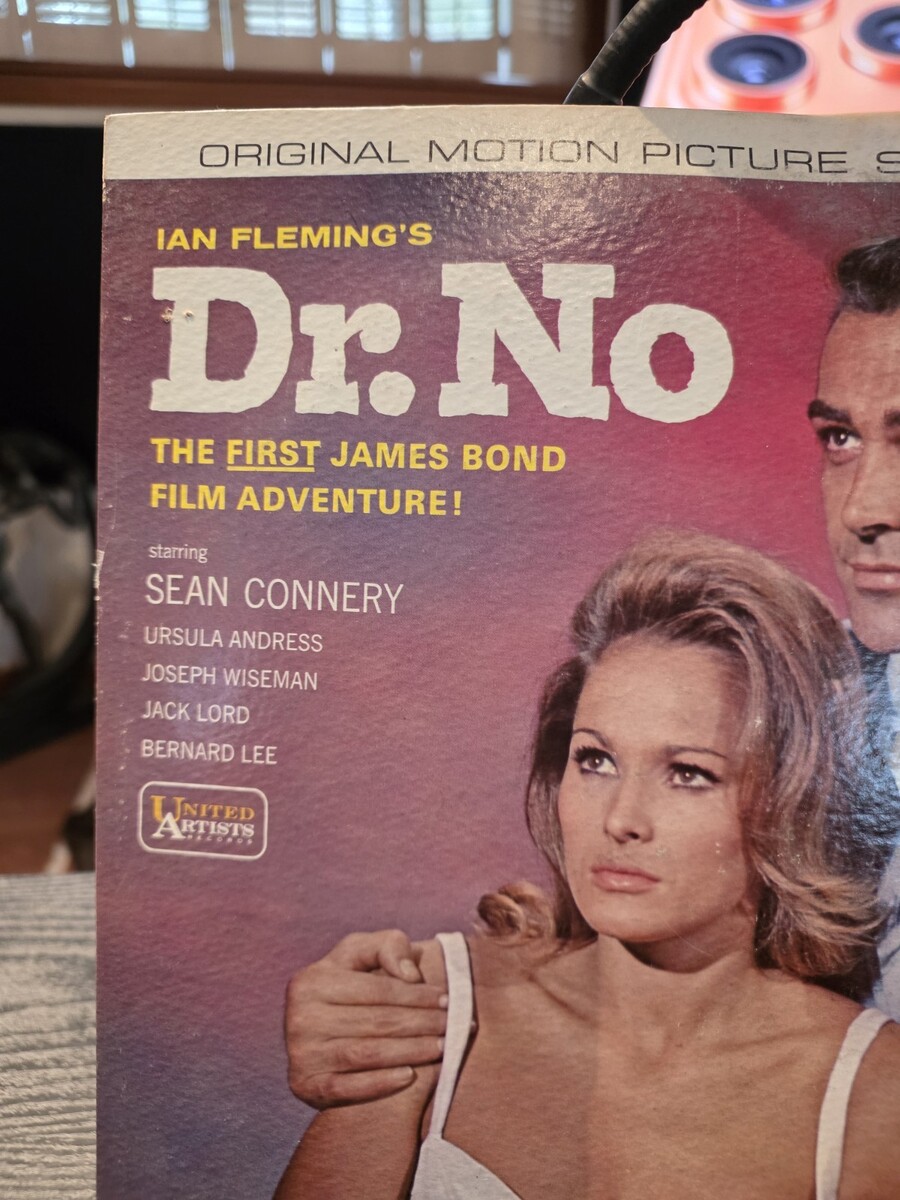 ORIGINAL MOTION PICTURE S
IAN FLEMING'S
Dr. No
THE FIRST JAMES BOND
FILM ADVENTURE!
starring
SEAN CONNERY
URSULA ANDRESS
JOSEPH WISEMAN
JACK LORD
BERNARD LEE
UNITED
ARTISTS
RECORDS